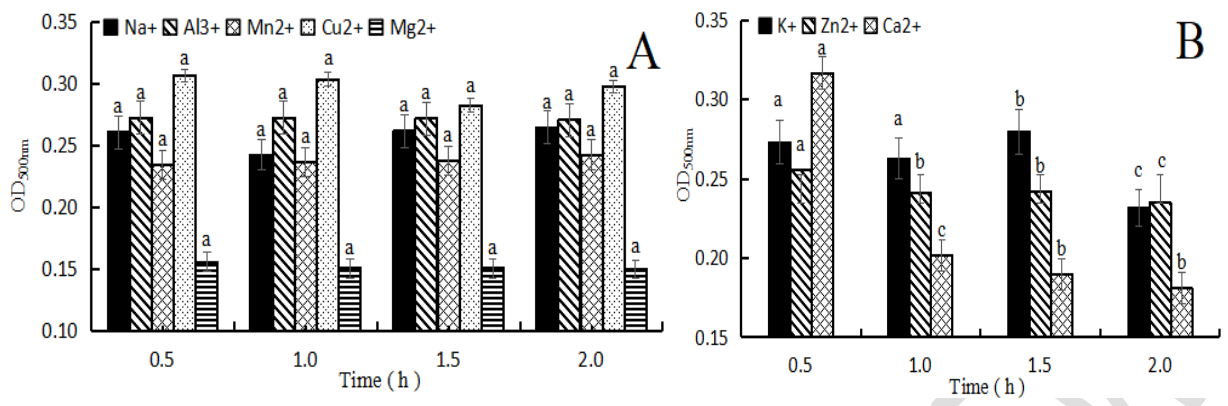 0.35
Na+ Al3+ Mn2+ Cu2+ Mg2+
A
0.30
0.25
0.20
0.15
0.10
OD500nm
a a a a a
a a a a a
a a a a a
a a a a a
0.5 1.0 1.5 2.0
Time ( h )
0.35
K+ Zn2+ Ca2+
B
0.30
0.25
0.20
0.15
OD500nm
a a a
a b c
b b b
c c b
0.5 1.0 1.5 2.0
Time ( h )